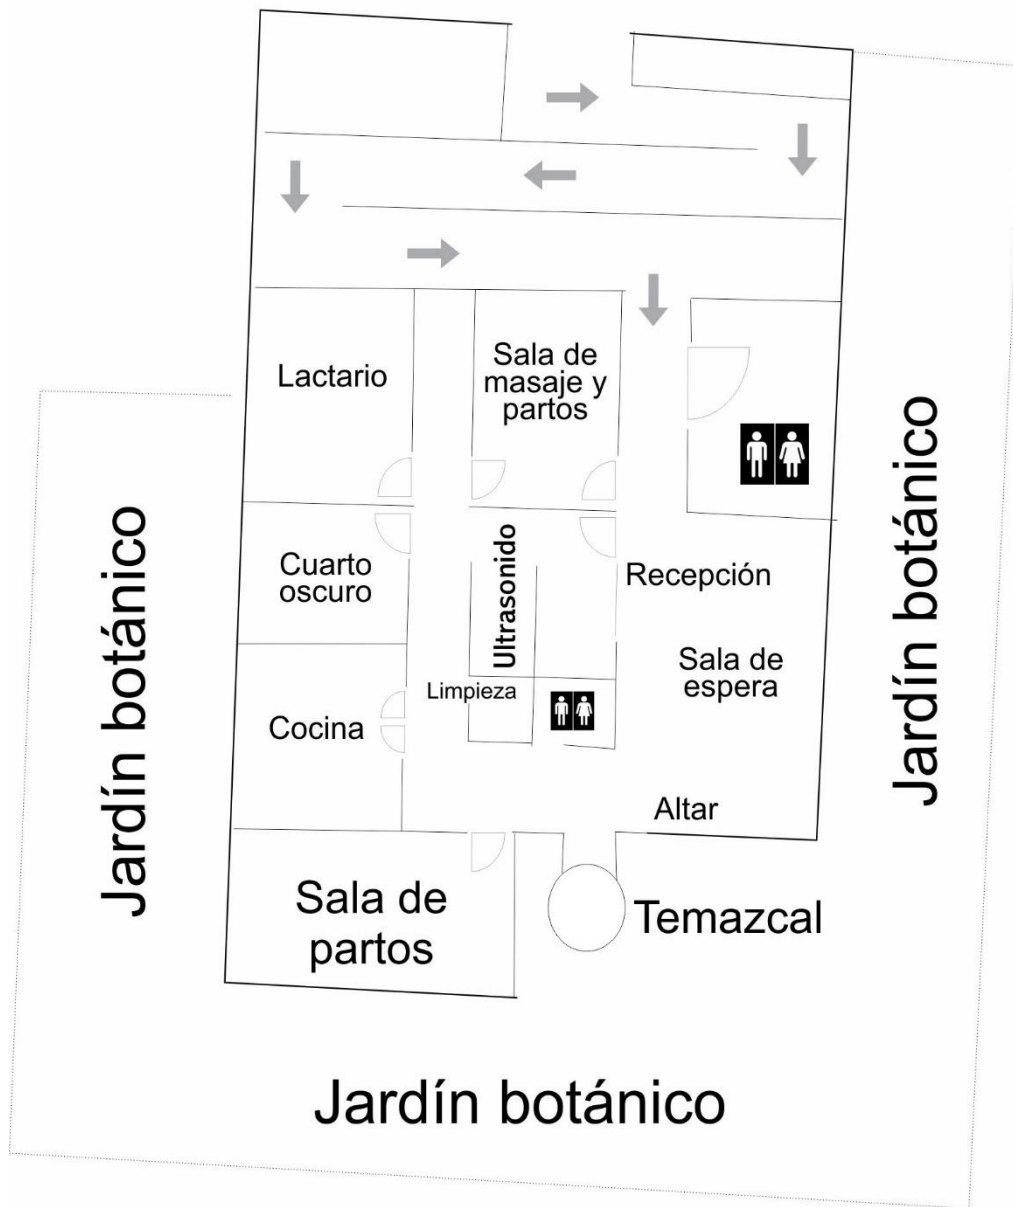 Lactario
Sala de
masaje y
partos
Cuarto
oscuro
Ultrasonido
Recepción
Sala de
espera
Limpieza
Cocina
Altar
Sala de
partos
Temazcal
Jardín botánico
Jardín botánico
Jardín botánico